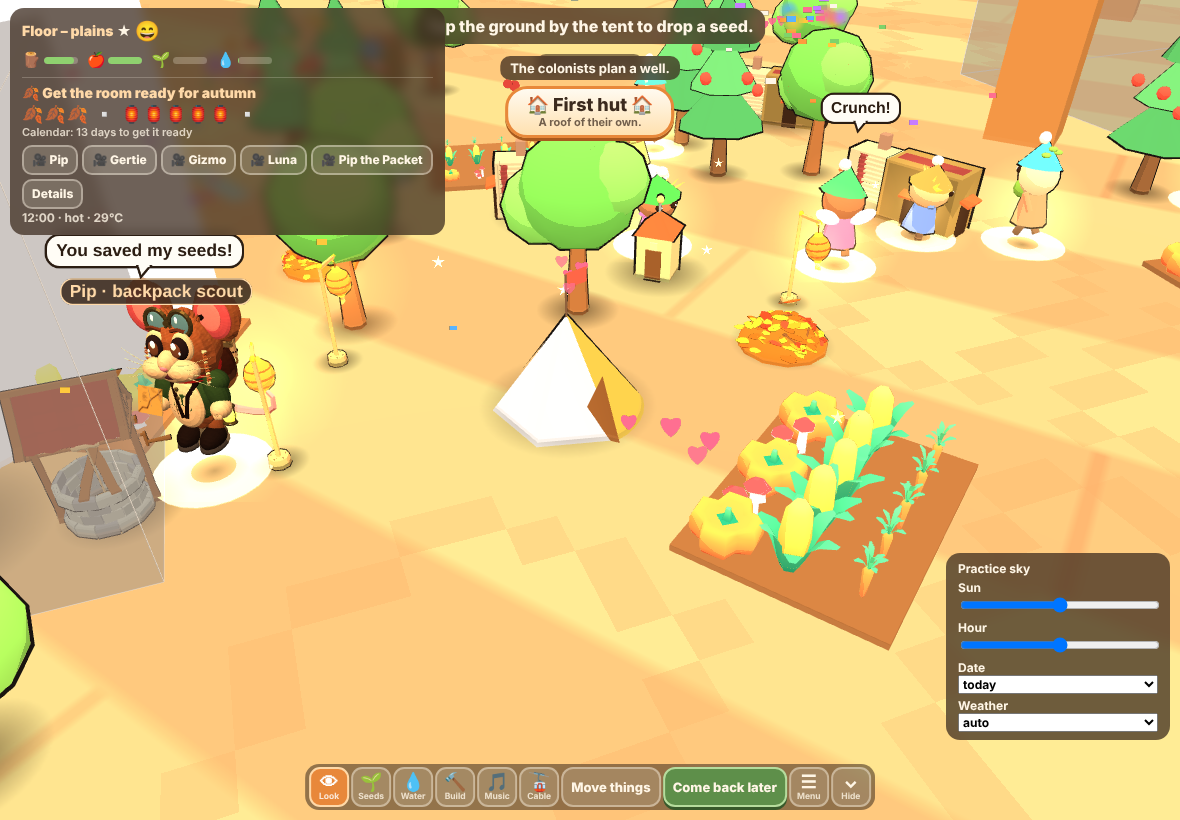 Floor – plains ★
p the ground by the tent to drop a seed.
The colonists plan a well.
Get the room ready for autumn
Calendar: 13 days to get it ready
First hut
A roof of their own.
Crunch!
Pip
Gertie
Gizmo
Luna
Pip the Packet
Details
12:00 · hot · 29°C
You saved my seeds!
Pip · backpack scout
Practice sky
Sun
Hour
Date
today
Weather
auto
Look
Seeds
Water
Build
Music
Cable
Move things
Come back later
Menu
Hide